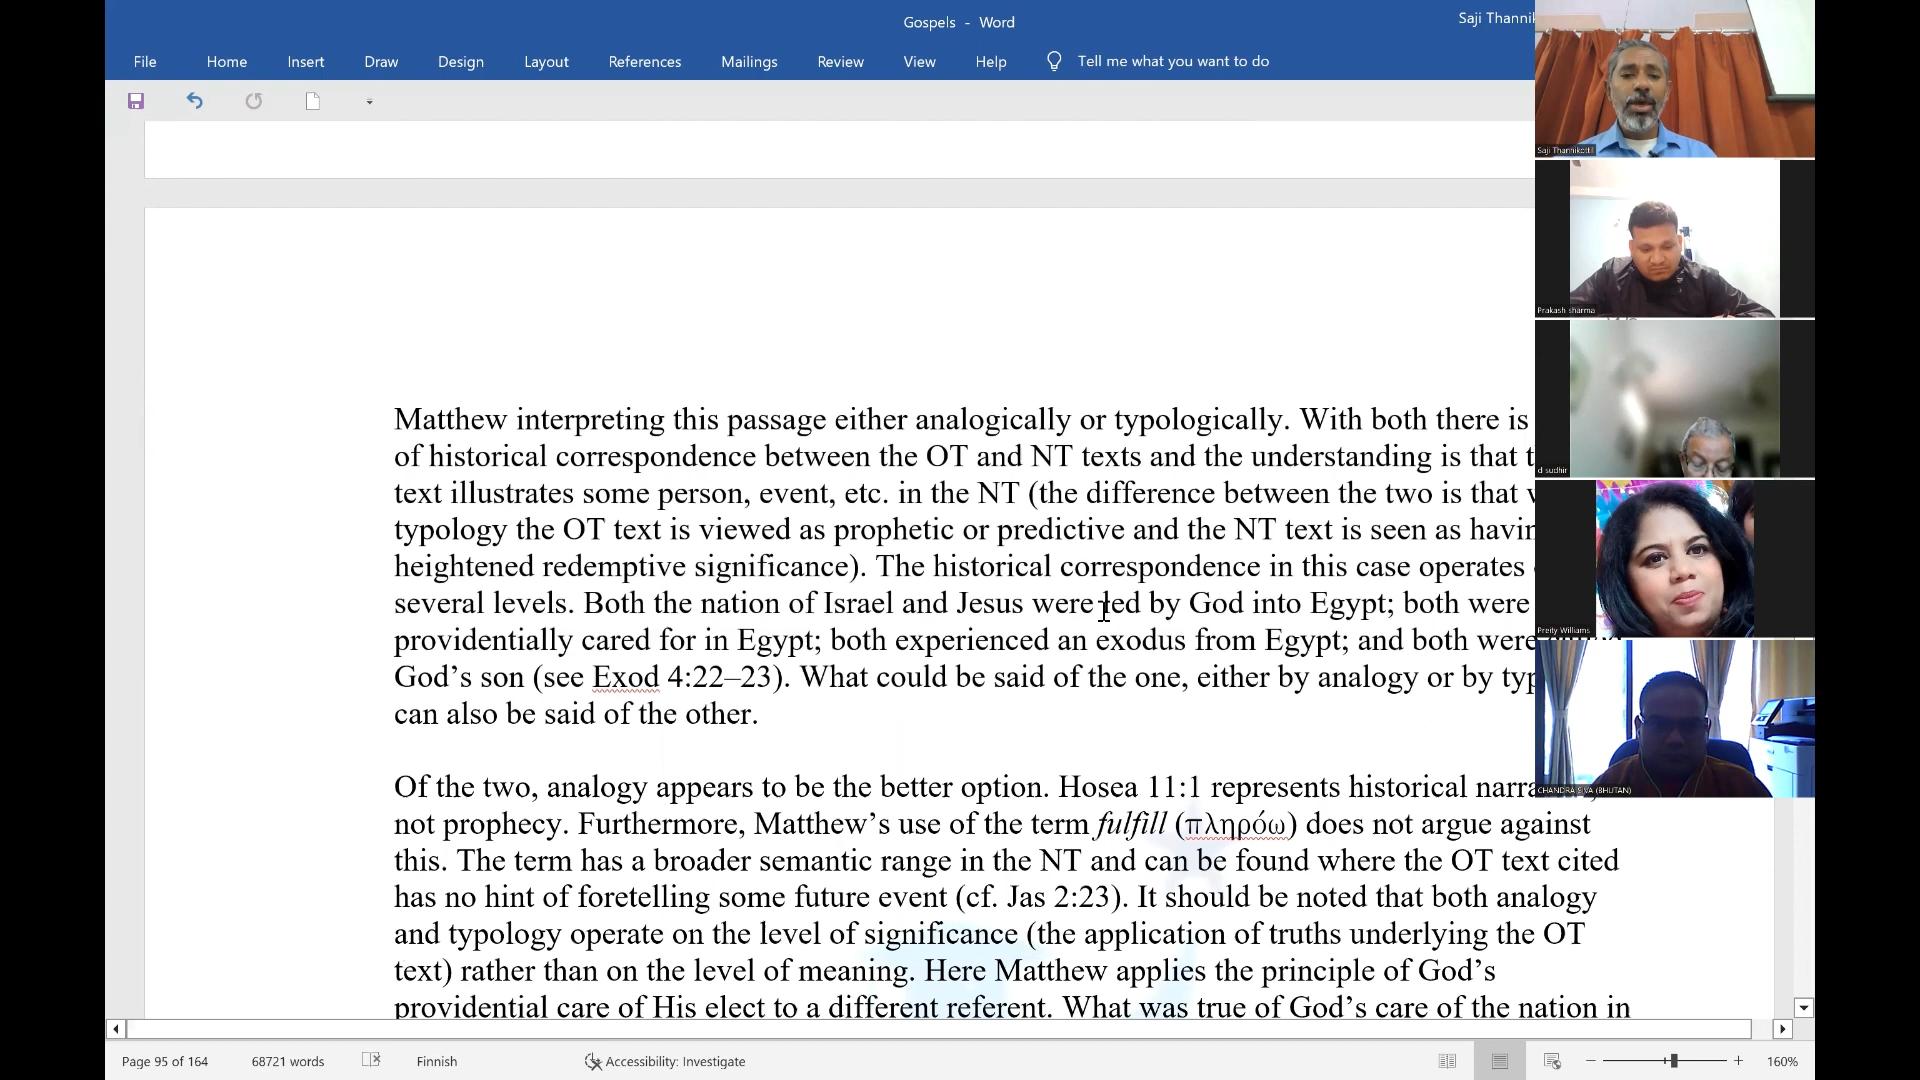 Gospels - Word
Saji Thannik
File Home Insert Draw Design Layout References Mailings Review View Help Tell me what you want to do
Matthew interpreting this passage either analogically or typologically. With both there is
of historical correspondence between the OT and NT texts and the understanding is that t
text illustrates some person, event, etc. in the NT (the difference between the two is that
typology the OT text is viewed as prophetic or predictive and the NT text is seen as havin
heightened redemptive significance). The historical correspondence in this case operates
several levels. Both the nation of Israel and Jesus were led by God into Egypt; both were
providentially cared for in Egypt; both experienced an exodus from Egypt; and both were
God’s son (see Exod 4:22–23). What could be said of the one, either by analogy or by typ
can also be said of the other.
Of the two, analogy appears to be the better option. Hosea 11:1 represents historical narra
not prophecy. Furthermore, Matthew’s use of the term fulfill (πληρόω) does not argue against
this. The term has a broader semantic range in the NT and can be found where the OT text cited
has no hint of foretelling some future event (cf. Jas 2:23). It should be noted that both analogy
and typology operate on the level of significance (the application of truths underlying the OT
text) rather than on the level of meaning. Here Matthew applies the principle of God’s
providential care of His elect to a different referent. What was true of God’s care of the nation in
Page 95 of 164 68721 words Finnish Accessibility: Investigate 160%
Saji Thannikottil
Prakash sharma
d sudhir
Preity Williams
CHANDRA SIVA (BHUTAN)